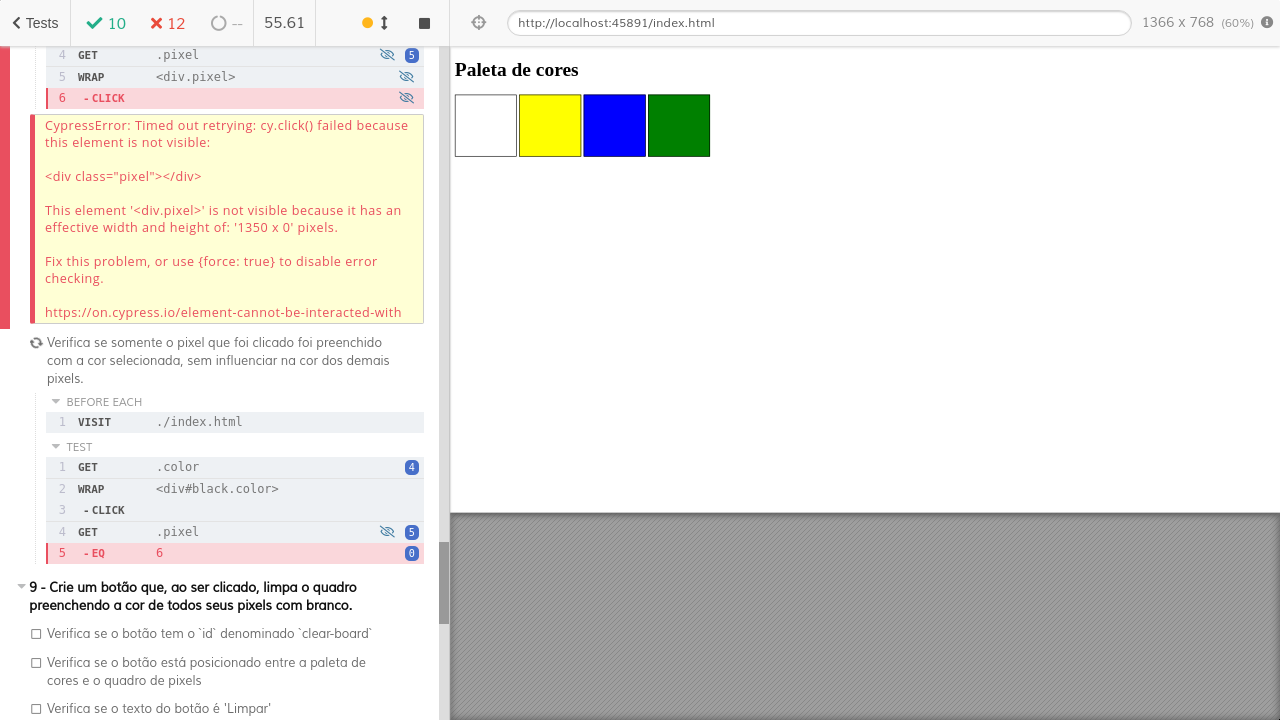 Tests 10 12 -- 55.61
http://localhost:45891/index.html 1366 x 768 (60%)
4 GET .pixel 5
5 WRAP <div.pixel>
6 -CLICK
CypressError: Timed out retrying: cy.click() failed because
this element is not visible:
<div class="pixel"></div>
This element '<div.pixel>' is not visible because it has an
effective width and height of: '1350 x 0' pixels.
Fix this problem, or use {force: true} to disable error
checking.
https://on.cypress.io/element-cannot-be-interacted-with
Verifica se somente o pixel que foi clicado foi preenchido
com a cor selecionada, sem influenciar na cor dos demais
pixels.
BEFORE EACH
1 VISIT ./index.html
TEST
1 GET .color 4
2 WRAP <div#black.color>
3 -CLICK
4 GET .pixel 5
5 -EQ 6 0
9 - Crie um botão que, ao ser clicado, limpa o quadro
preenchendo a cor de todos seus pixels com branco.
Verifica se o botão tem o `id` denominado `clear-board`
Verifica se o botão está posicionado entre a paleta de
cores e o quadro de pixels
Verifica se o texto do botão é 'Limpar'
Paleta de cores